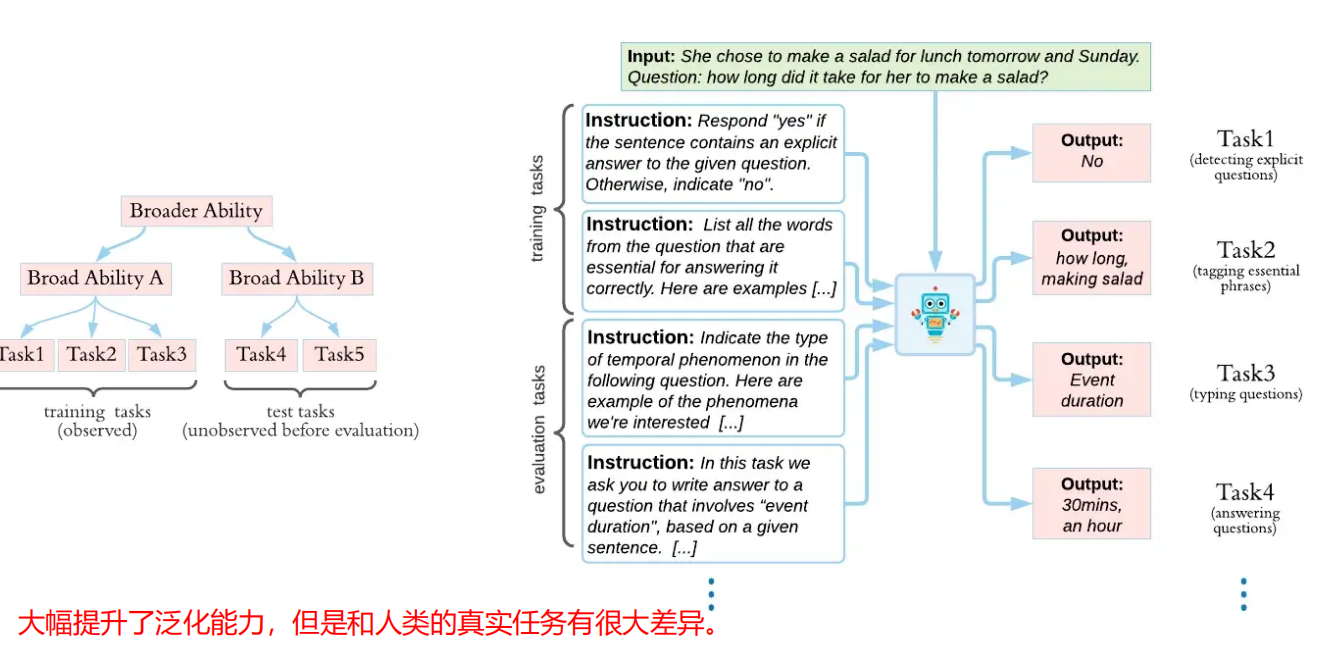 Broader Ability
Broad Ability A
Broad Ability B
Task1
Task2
Task3
Task4
Task5
training tasks
(observed)
test tasks
(unobserved before evaluation)
Input: She chose to make a salad for lunch tomorrow and Sunday.
Question: how long did it take for her to make a salad?
training tasks
Instruction: Respond "yes" if
the sentence contains an explicit
answer to the given question.
Otherwise, indicate "no".
Instruction: List all the words
from the question that are
essential for answering it
correctly. Here are examples [...]
evaluation tasks
Instruction: Indicate the type
of temporal phenomenon in the
following question. Here are
example of the phenomena
we're interested [...]
Instruction: In this task we
ask you to write answer to a
question that involves "event
duration", based on a given
sentence. [...]
Output:
No
Task1
(detecting explicit
questions)
Output:
how long,
making salad
Task2
(tagging essential
phrases)
Output:
Event
duration
Task3
(typing questions)
Output:
30mins,
an hour
Task4
(answering
questions)
大幅提升了泛化能力，但是和人类的真实任务有很大差异。